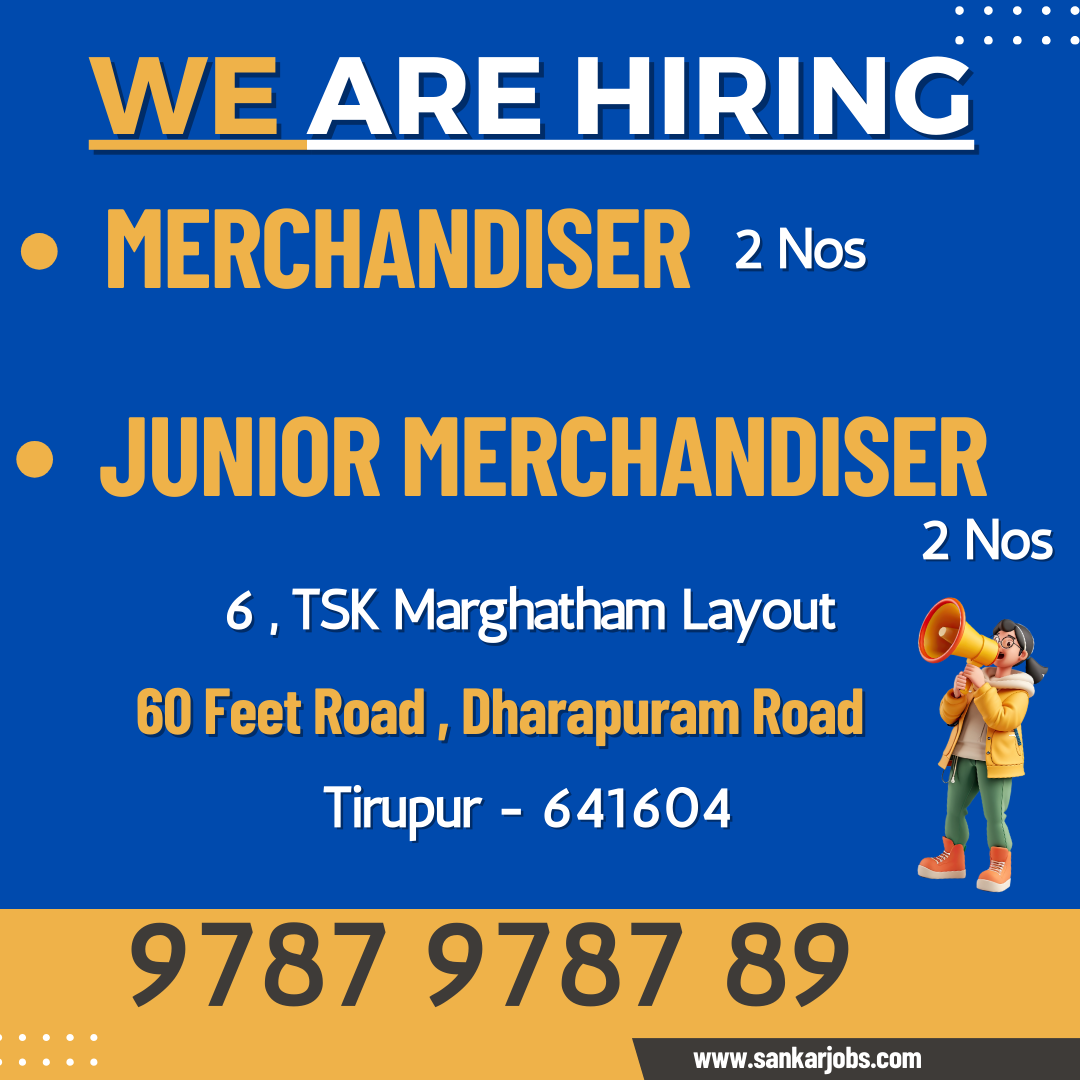 WE ARE HIRING
MERCHANDISER 2 Nos
JUNIOR MERCHANDISER
2 Nos
6 , TSK Marghatham Layout
60 Feet Road , Dharapuram Road
Tirupur - 641604
9787 9787 89
www.sankarjobs.com